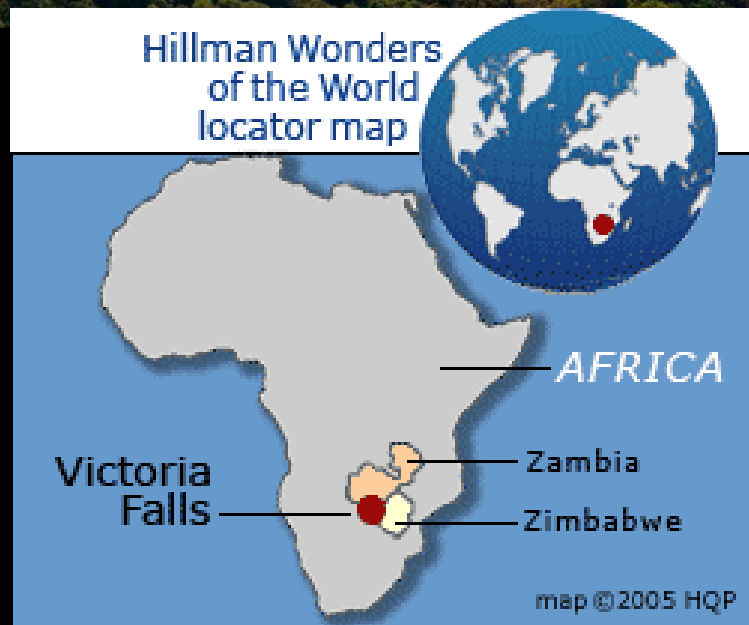 Hillman Wonders
of the World
locator map
AFRICA
Zambia
Victoria
Falls
Zimbabwe
map ©2005 HQP